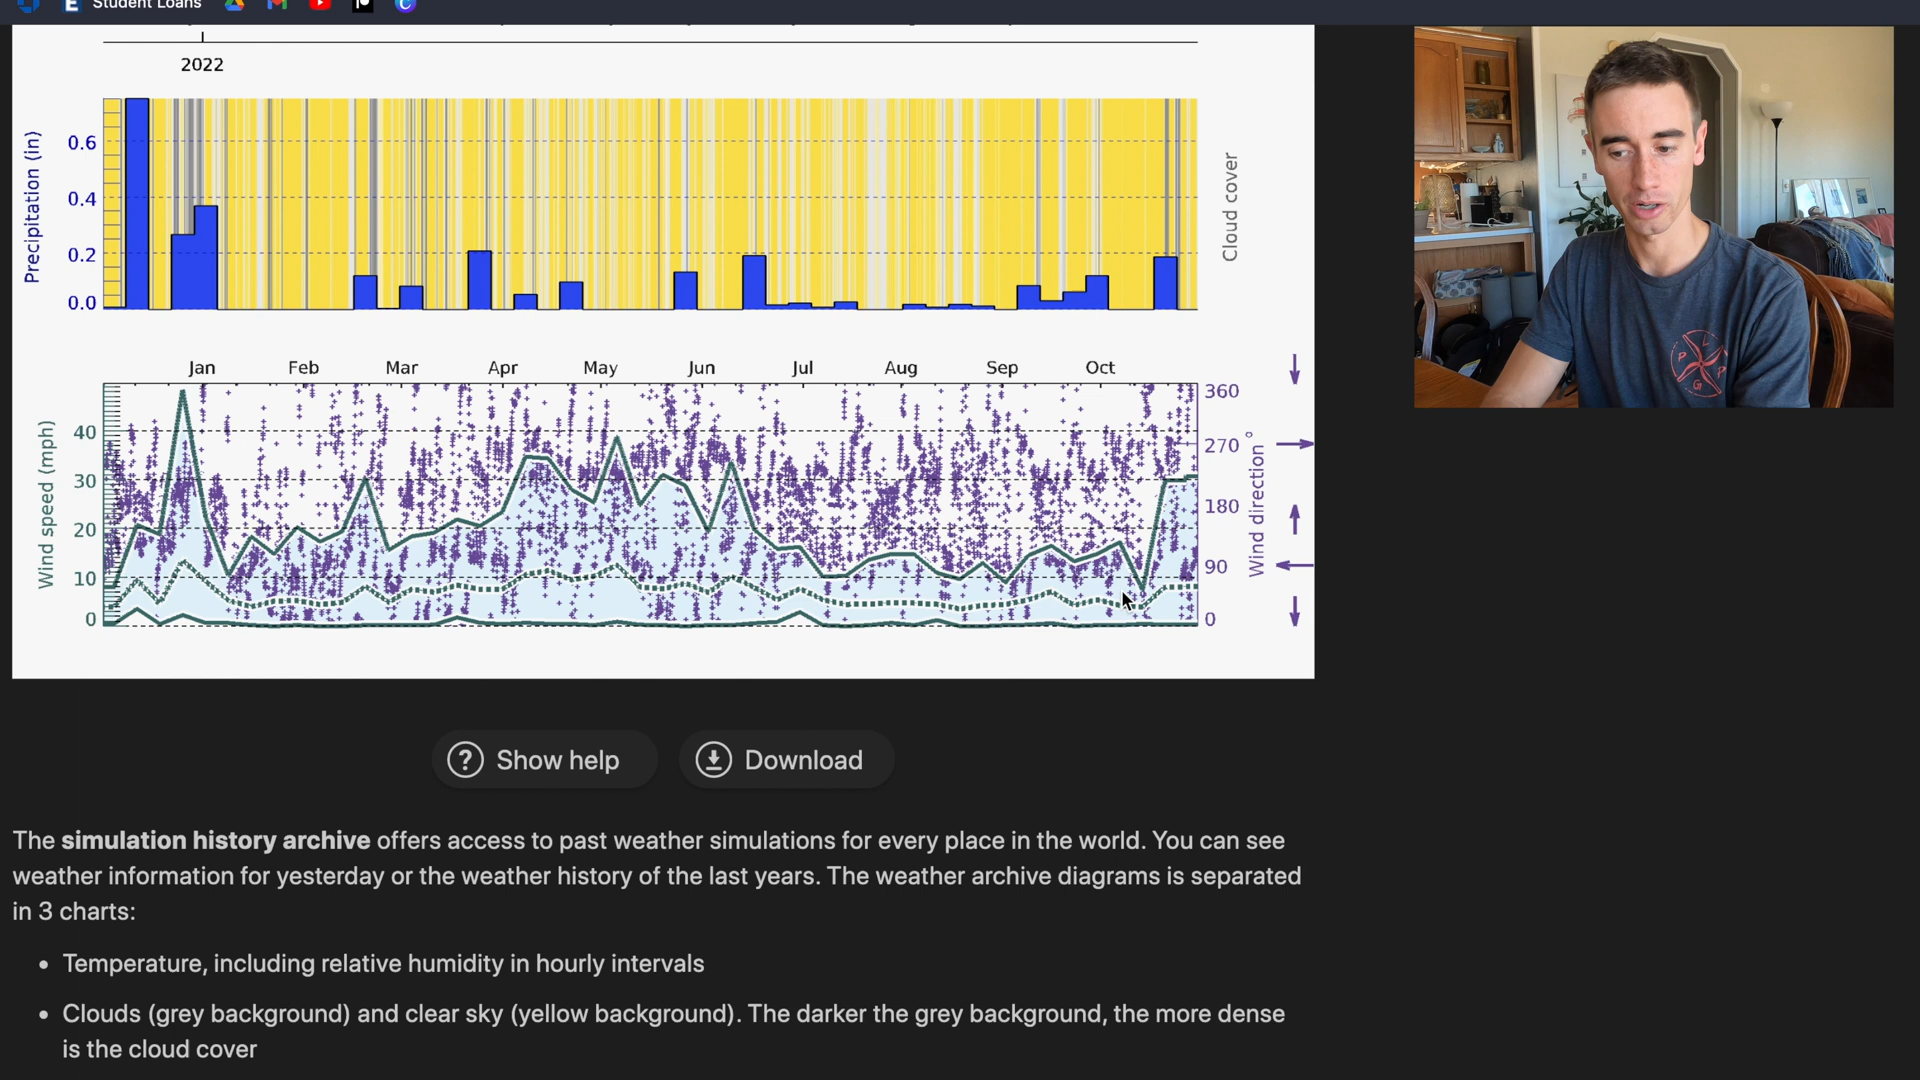 Student Loans
2022
Precipitation (in)
0.6
0.4
0.2
0.0
Cloud cover
Jan Feb Mar Apr May Jun Jul Aug Sep Oct
Wind speed (mph)
40
30
20
10
0
360
270
180
90
0
Wind direction °
Show help
Download
The simulation history archive offers access to past weather simulations for every place in the world. You can see
weather information for yesterday or the weather history of the last years. The weather archive diagrams is separated
in 3 charts:
• Temperature, including relative humidity in hourly intervals
• Clouds (grey background) and clear sky (yellow background). The darker the grey background, the more dense
is the cloud cover
P L P G